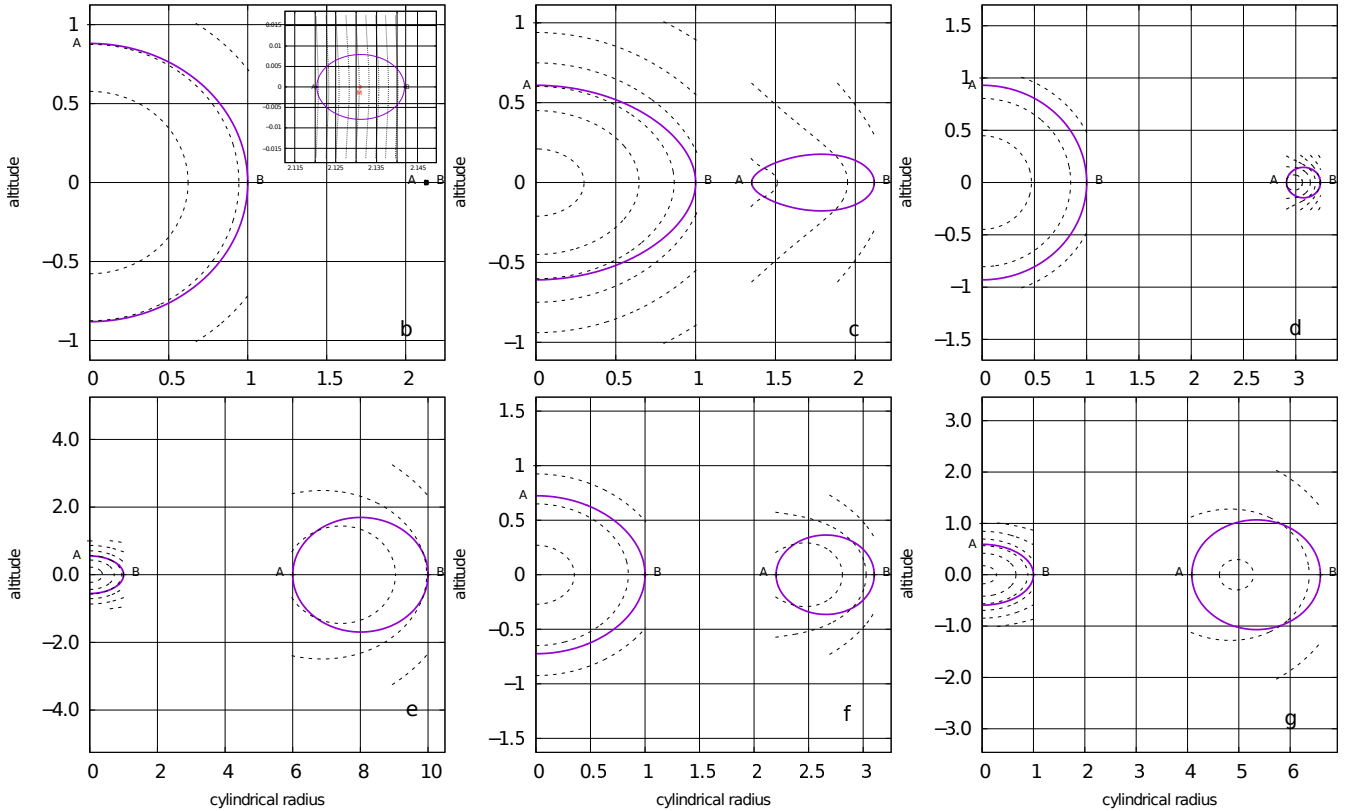 1
0.5
0
−0.5
−1
altitude
A
B
A
B
b
0 0.5 1 1.5 2
0.015
0.01
0.005
0
−0.005
−0.01
−0.015
A
B
M
2.115 2.125 2.135 2.145
1
0.5
0
−0.5
−1
altitude
A
B
A
B
c
0 0.5 1 1.5 2
1.5
1
0.5
0
−0.5
−1
−1.5
altitude
A
B
A
B
d
0 0.5 1 1.5 2 2.5 3
4.0
2.0
0.0
−2.0
−4.0
altitude
A
B
A
B
e
0 2 4 6 8 10
cylindrical radius
1.5
1
0.5
0
−0.5
−1
−1.5
altitude
A
B
A
B
f
0 0.5 1 1.5 2 2.5 3
cylindrical radius
3.0
2.0
1.0
0.0
−1.0
−2.0
−3.0
altitude
A
B
A
B
g
0 1 2 3 4 5 6
cylindrical radius